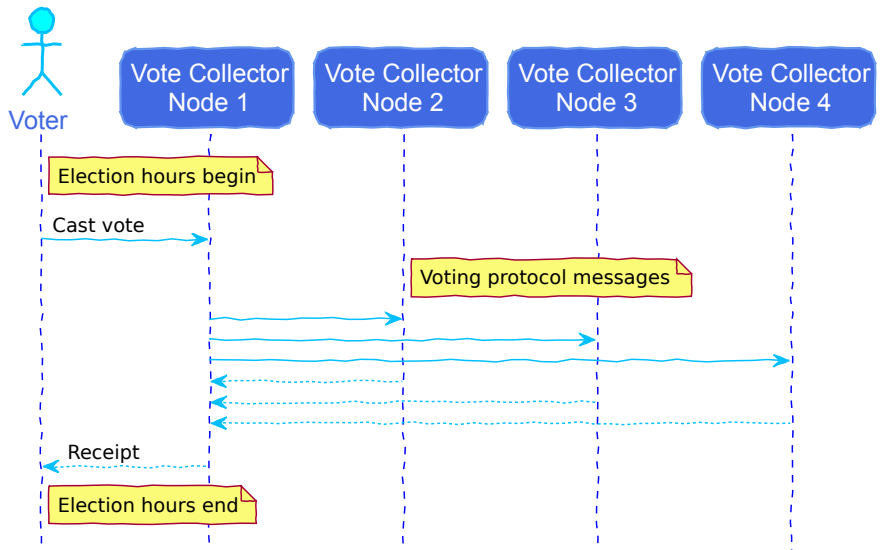 Voter
Vote Collector
Node 1
Vote Collector
Node 2
Vote Collector
Node 3
Vote Collector
Node 4
Election hours begin
Cast vote
Voting protocol messages
Receipt
Election hours end